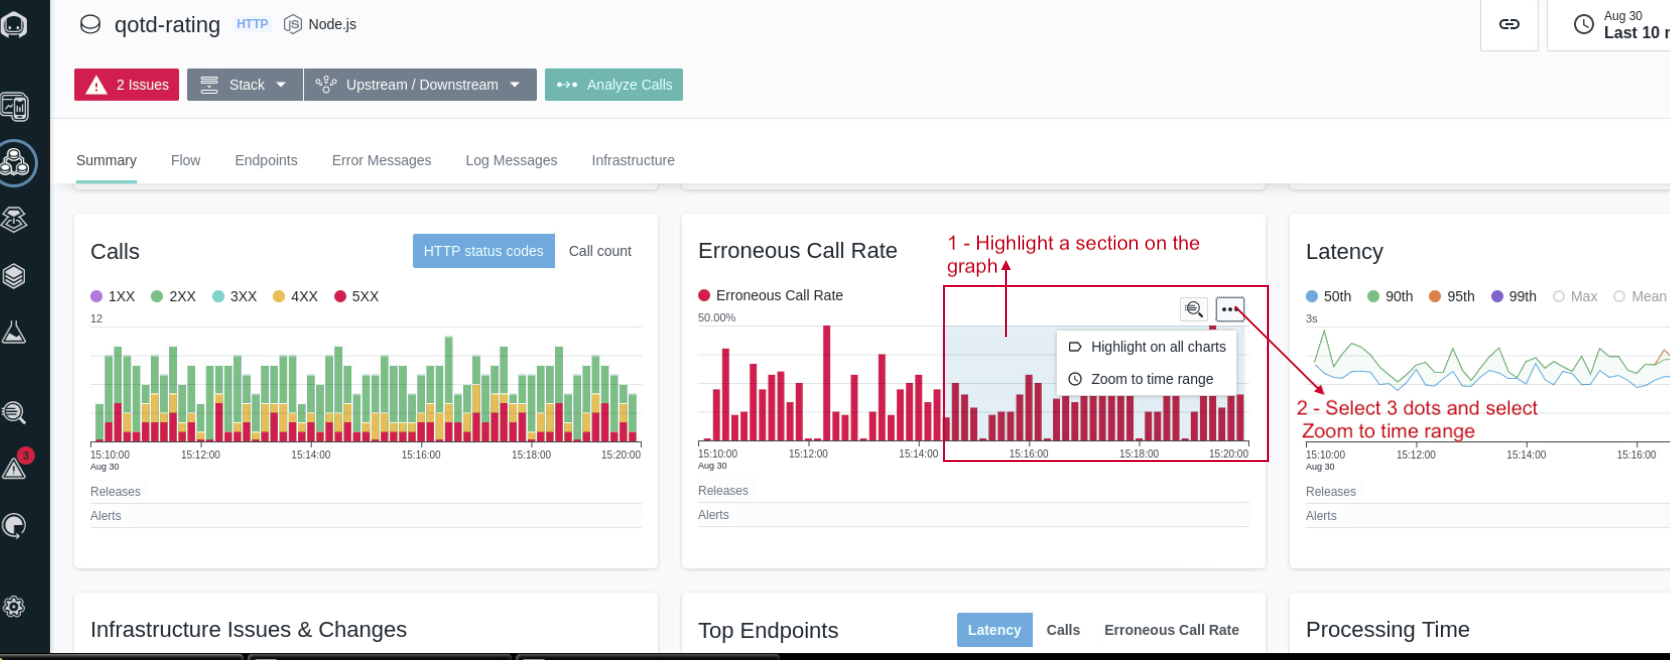 qotd-rating HTTP JS Node.js
Aug 30
Last 10
2 Issues Stack Upstream / Downstream Analyze Calls
Summary Flow Endpoints Error Messages Log Messages Infrastructure
Calls HTTP status codes Call count
1XX 2XX 3XX 4XX 5XX
12
15:10:00 15:12:00 15:14:00 15:16:00 15:18:00 15:20:00
Aug 30
Releases
Alerts
Erroneous Call Rate
1 - Highlight a section on the
graph
Erroneous Call Rate
50.00%
Highlight on all charts
Zoom to time range
15:10:00 15:12:00 15:14:00 15:16:00 15:18:00 15:20:00
Aug 30
Releases
Alerts
Latency
50th 90th 95th 99th Max Mean
3s
2 - Select 3 dots and select
Zoom to time range
15:10:00 15:12:00 15:14:00 15:16:00
Aug 30
Releases
Alerts
3
Infrastructure Issues & Changes
Top Endpoints Latency Calls Erroneous Call Rate
Processing Time